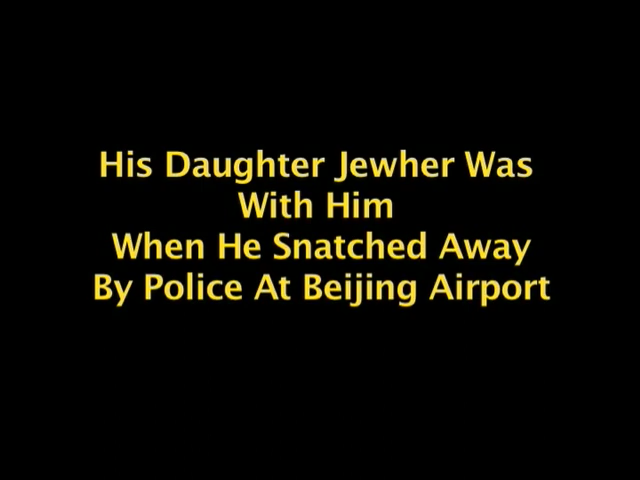 His Daughter Jewher Was
With Him
When He Snatched Away
By Police At Beijing Airport